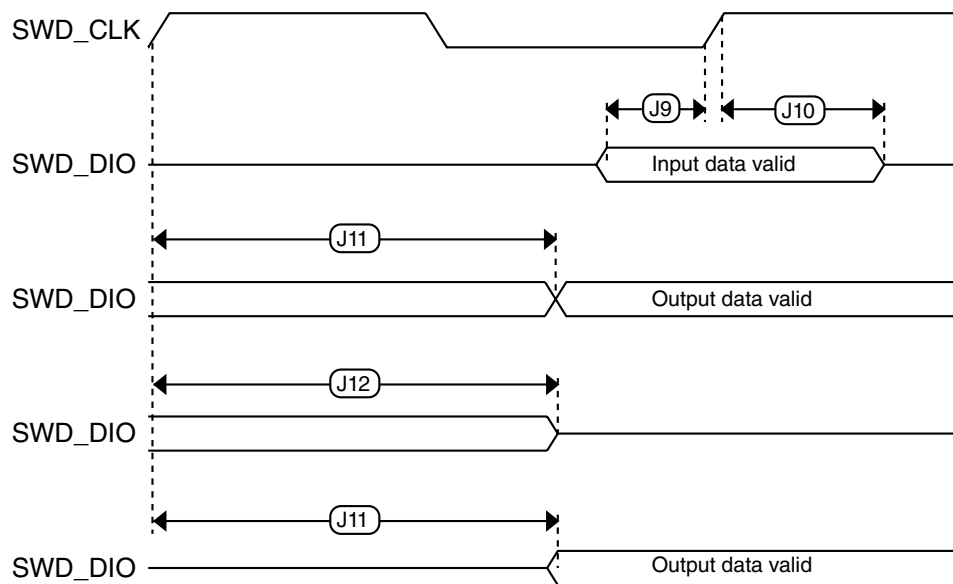 SWD_CLK
J9
J10
SWD_DIO
Input data valid
J11
SWD_DIO
Output data valid
J12
SWD_DIO
J11
SWD_DIO
Output data valid